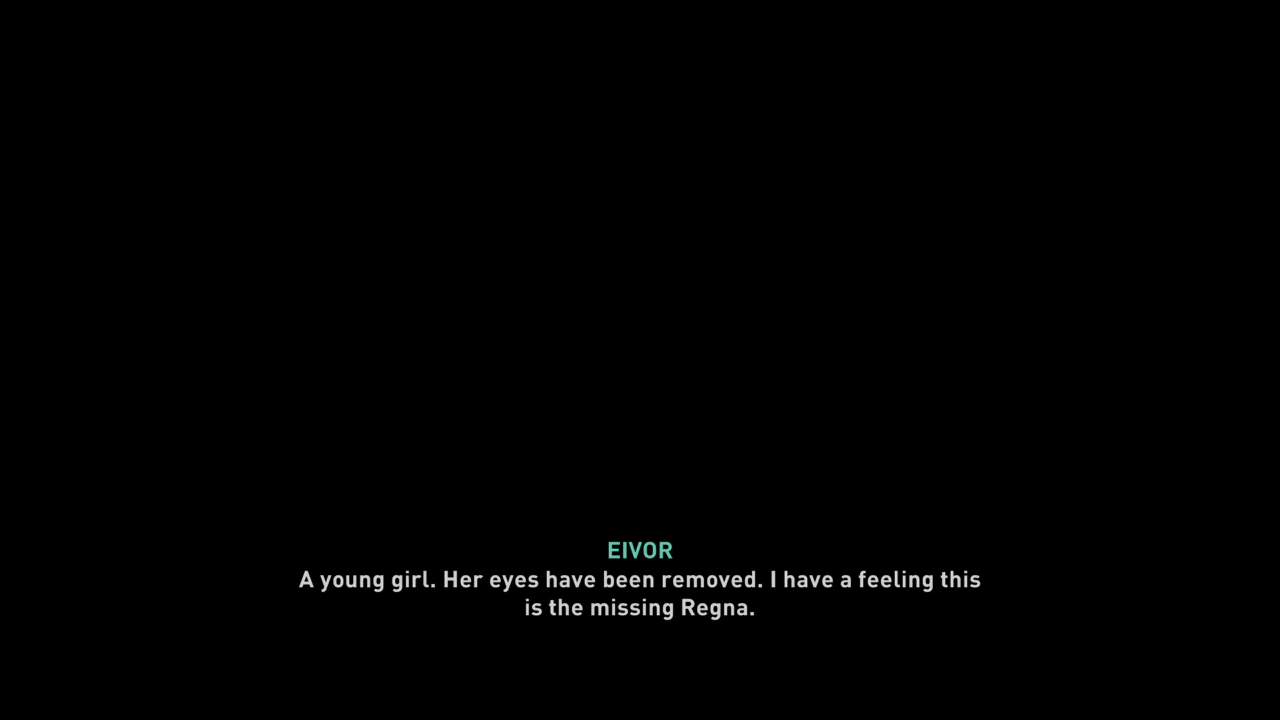 EIVOR
A young girl. Her eyes have been removed. I have a feeling this
is the missing Regna.